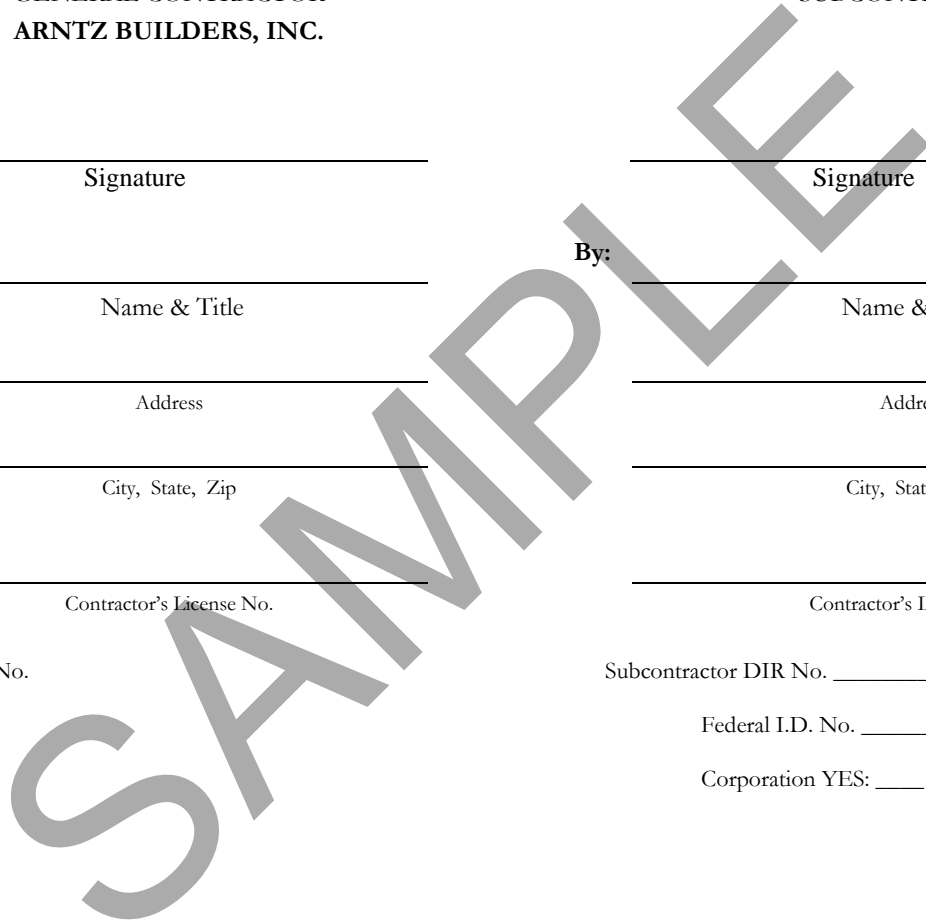 ARNTZ BUILDERS, INC.
Signature
Signature
By:
Name & Title
Name &
Address
Addre
City, State, Zip
City, Stat
Contractor's License No.
Contractor's L
No.
Subcontractor DIR No. ________
Federal I.D. No. ______
Corporation YES: ____
SAMPLE